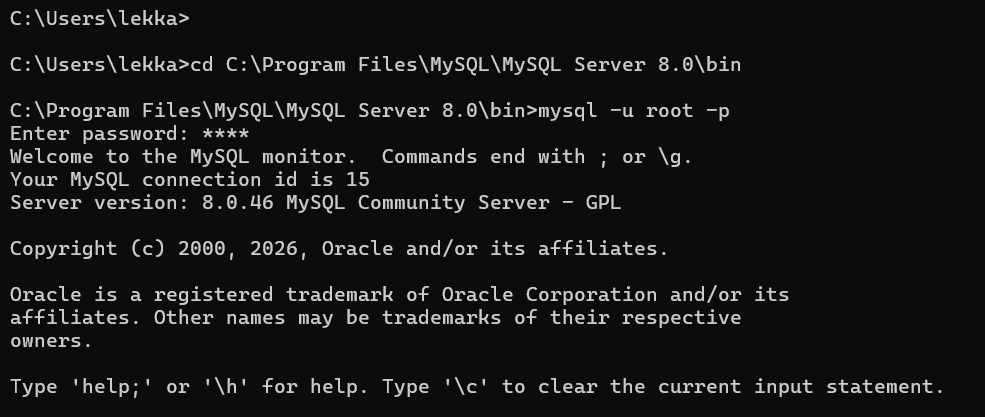 C:\Users\lekka>
C:\Users\lekka>cd C:\Program Files\MySQL\MySQL Server 8.0\bin
C:\Program Files\MySQL\MySQL Server 8.0\bin>mysql -u root -p
Enter password: ****
Welcome to the MySQL monitor.  Commands end with ; or \g.
Your MySQL connection id is 15
Server version: 8.0.46 MySQL Community Server - GPL
Copyright (c) 2000, 2026, Oracle and/or its affiliates.
Oracle is a registered trademark of Oracle Corporation and/or its
affiliates. Other names may be trademarks of their respective
owners.
Type 'help;' or '\h' for help. Type '\c' to clear the current input statement.